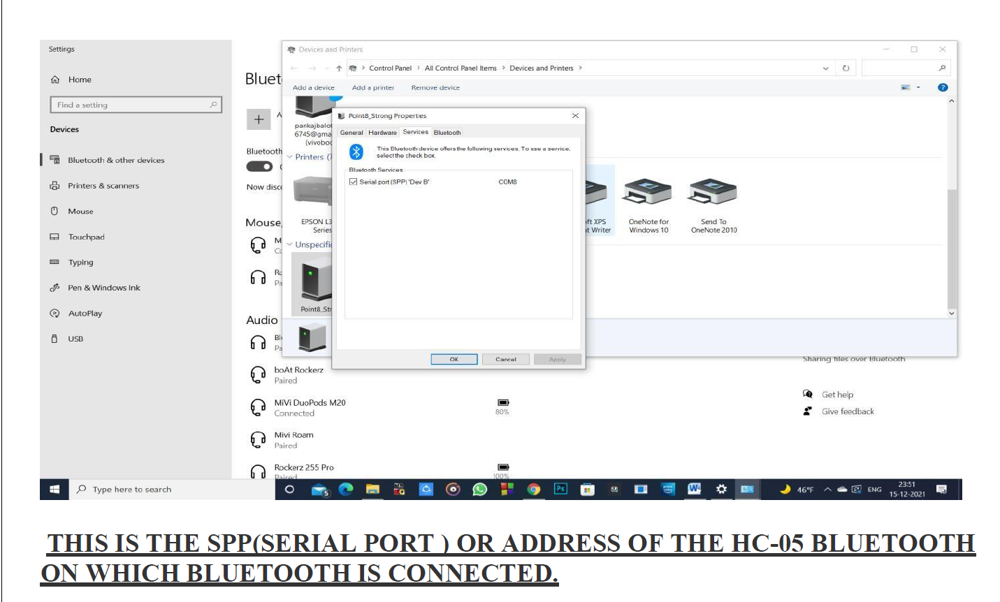 Settings
Home
Find a setting
Devices
Bluetooth & other devices
Printers & scanners
Mouse
Touchpad
Typing
Pen & Windows Ink
AutoPlay
USB
Bluet
Bluetooth
Now disc
Mouse,
Audio
boAt Rockerz
Paired
MiVi DuoPods M20
Connected
80%
Mivi Roam
Paired
Rockerz 255 Pro
Paired
100%
Devices and Printers
Control Panel > All Control Panel Items > Devices and Printers >
Add a device Add a printer Remove device
pankajbalot
6745@gma
(vivoboo
Printers (7
EPSON L3
Series
Unspecifie
Point8_Str
ft XPS
t Writer
OneNote for
Windows 10
Send To
OneNote 2010
Point8_Strong Properties
General Hardware Services Bluetooth
This Bluetooth device offers the following services. To use a service,
select the check box.
Bluetooth Services
Serial port (SPP) 'Dev B' COM8
OK Cancel Apply
Sharing files over Bluetooth
Get help
Give feedback
Type here to search
5
Ps
W
46°F
ENG
23:51
15-12-2021
THIS IS THE SPP(SERIAL PORT ) OR ADDRESS OF THE HC-05 BLUETOOTH
ON WHICH BLUETOOTH IS CONNECTED.